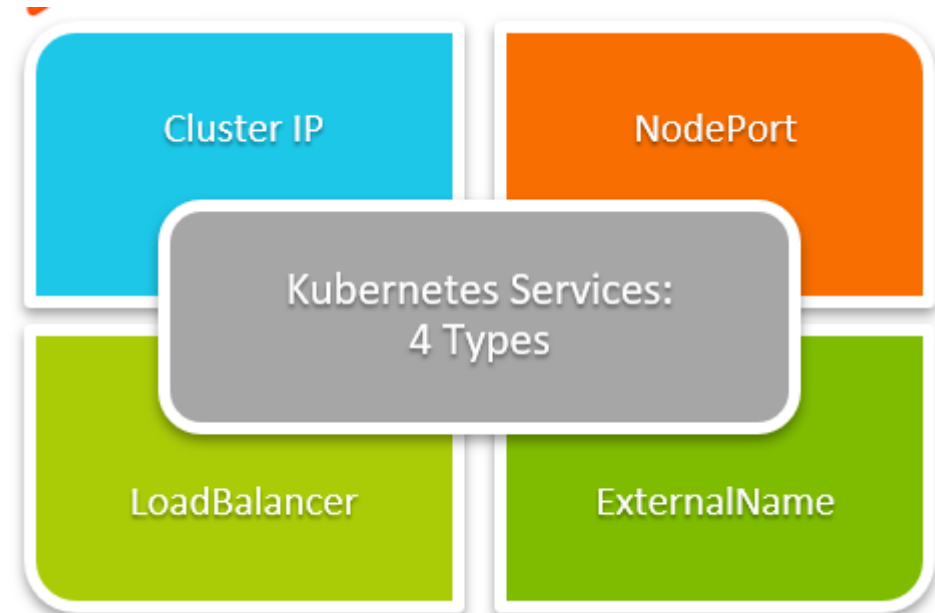 Cluster IP
NodePort
Kubernetes Services:
4 Types
LoadBalancer
ExternalName